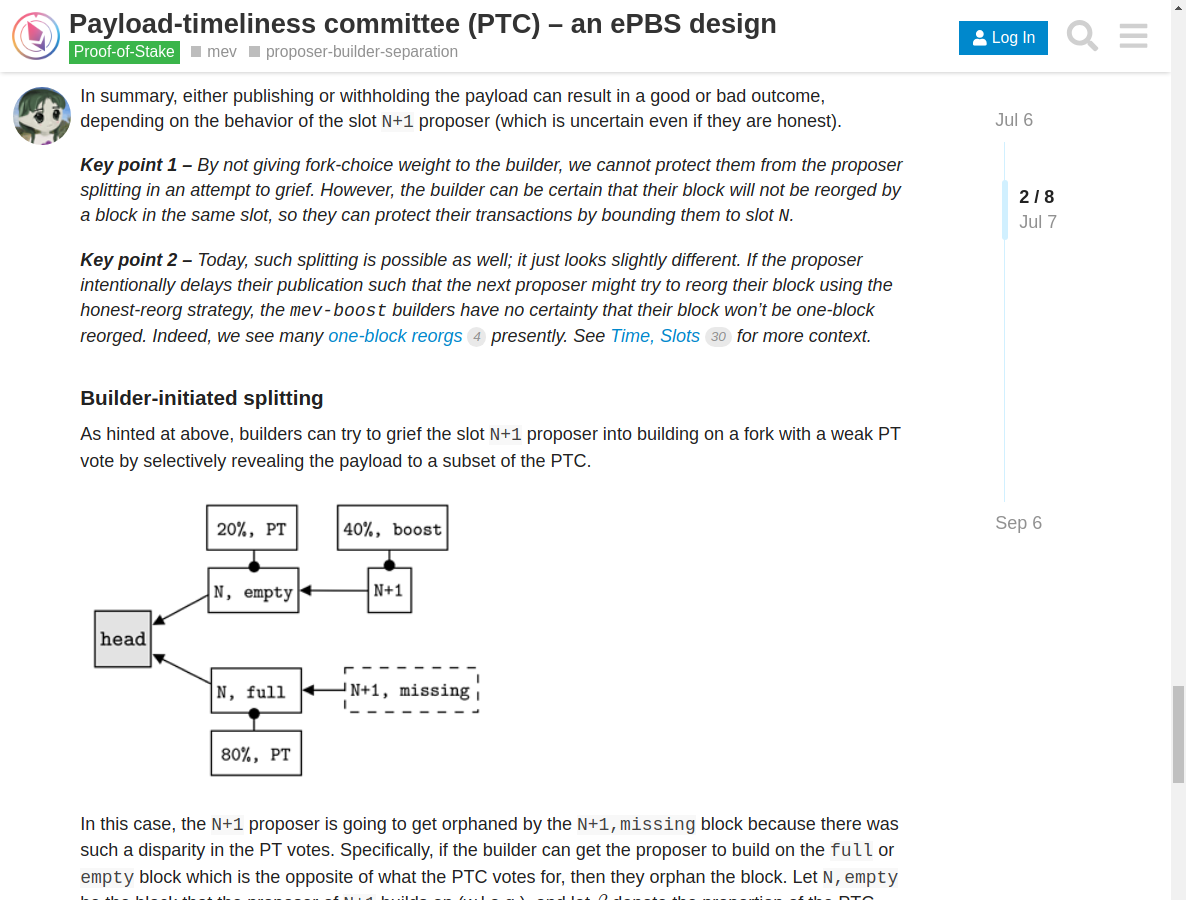 Payload-timeliness committee (PTC) – an ePBS design
Proof-of-Stake mev proposer-builder-separation
Log In
In summary, either publishing or withholding the payload can result in a good or bad outcome,
depending on the behavior of the slot N+1 proposer (which is uncertain even if they are honest).
Key point 1 – By not giving fork-choice weight to the builder, we cannot protect them from the proposer
splitting in an attempt to grief. However, the builder can be certain that their block will not be reorged by
a block in the same slot, so they can protect their transactions by bounding them to slot N.
Key point 2 – Today, such splitting is possible as well; it just looks slightly different. If the proposer
intentionally delays their publication such that the next proposer might try to reorg their block using the
honest-reorg strategy, the mev-boost builders have no certainty that their block won’t be one-block
reorged. Indeed, we see many one-block reorgs 4 presently. See Time, Slots 30 for more context.
Builder-initiated splitting
As hinted at above, builders can try to grief the slot N+1 proposer into building on a fork with a weak PT
vote by selectively revealing the payload to a subset of the PTC.
20%, PT
40%, boost
N, empty
N+1
head
N, full
N+1, missing
80%, PT
In this case, the N+1 proposer is going to get orphaned by the N+1,missing block because there was
such a disparity in the PT votes. Specifically, if the builder can get the proposer to build on the full or
empty block which is the opposite of what the PTC votes for, then they orphan the block. Let N,empty
Jul 6
2 / 8
Jul 7
Sep 6